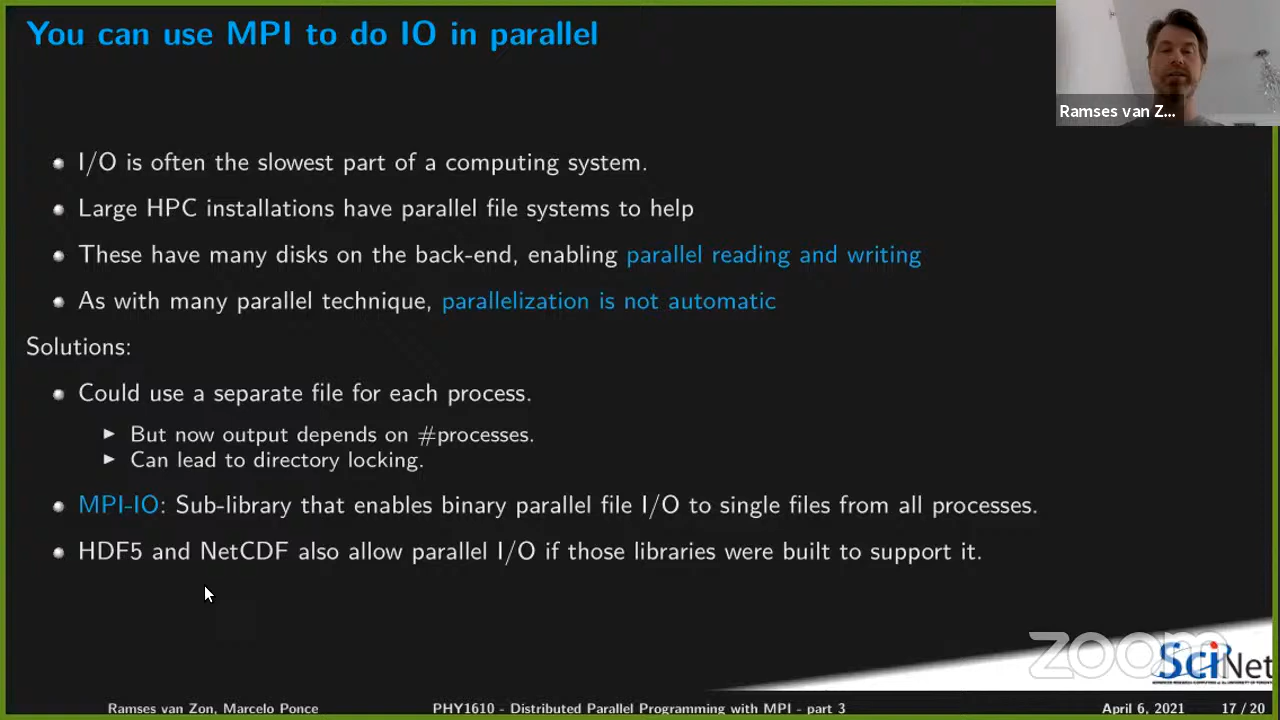 You can use MPI to do IO in parallel
Ramses van Z...
I/O is often the slowest part of a computing system.
Large HPC installations have parallel file systems to help
These have many disks on the back-end, enabling parallel reading and writing
As with many parallel technique, parallelization is not automatic
Solutions:
Could use a separate file for each process.
But now output depends on #processes.
Can lead to directory locking.
MPI-IO: Sub-library that enables binary parallel file I/O to single files from all processes.
HDF5 and NetCDF also allow parallel I/O if those libraries were built to support it.
zoom
SciNet
Ramses van Zon, Marcelo Ponce
PHY1610 - Distributed Parallel Programming with MPI - part 3
April 6, 2021
17 / 20